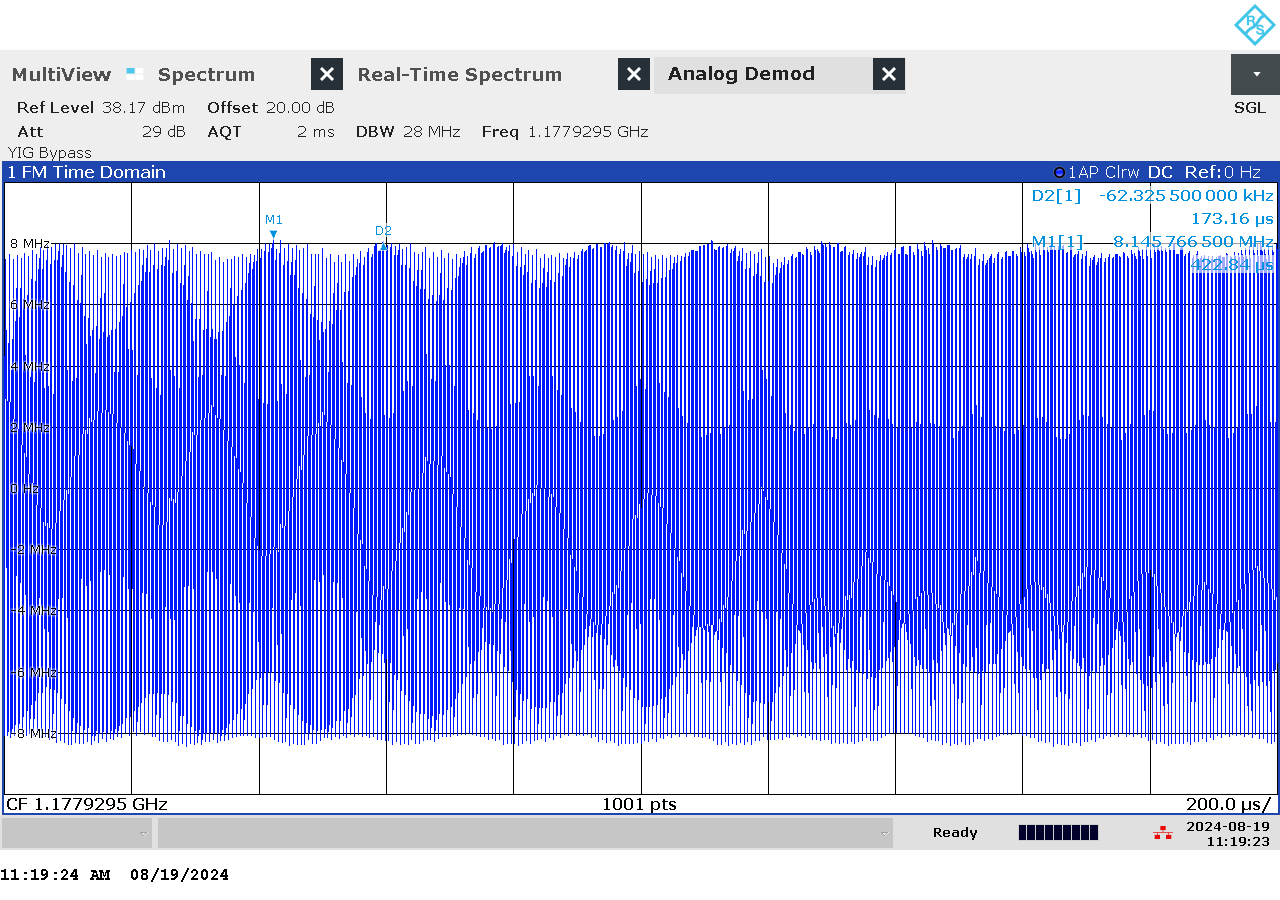 R S
MultiView Spectrum Real-Time Spectrum Analog Demod
Ref Level 38.17 dBm Offset 20.00 dB SGL
Att 29 dB AQT 2 ms DBW 28 MHz Freq 1.1779295 GHz
YIG Bypass
1 FM Time Domain 1AP Clrw DC Ref: 0 Hz
D2[1] -62.325 500 000 kHz
173.16 µs
M1[1] 8.145 766 500 MHz
422.84 µs
M1
D2
8 MHz
6 MHz
4 MHz
2 MHz
0 Hz
-2 MHz
-4 MHz
-6 MHz
-8 MHz
CF 1.1779295 GHz 1001 pts 200.0 µs/
Ready 2024-08-19
11:19:23
11:19:24 AM 08/19/2024